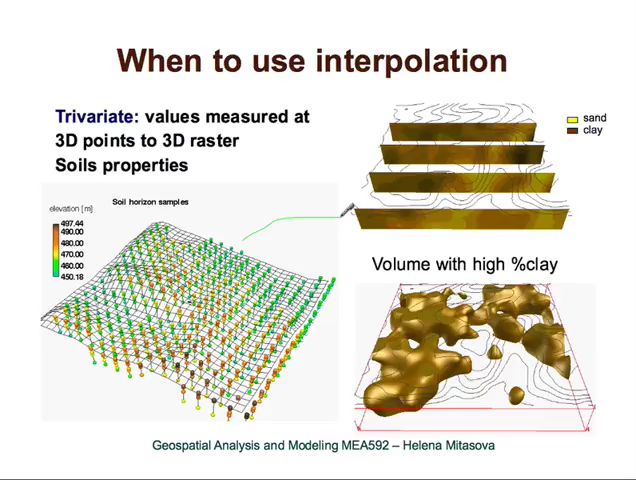 When to use interpolation
Trivariate: values measured at
3D points to 3D raster
Soils properties
sand
clay
Soil horizon samples
elevation [m]
497.44
490.00
480.00
470.00
460.00
450.18
Volume with high %clay
Geospatial Analysis and Modeling MEA592 – Helena Mitasova